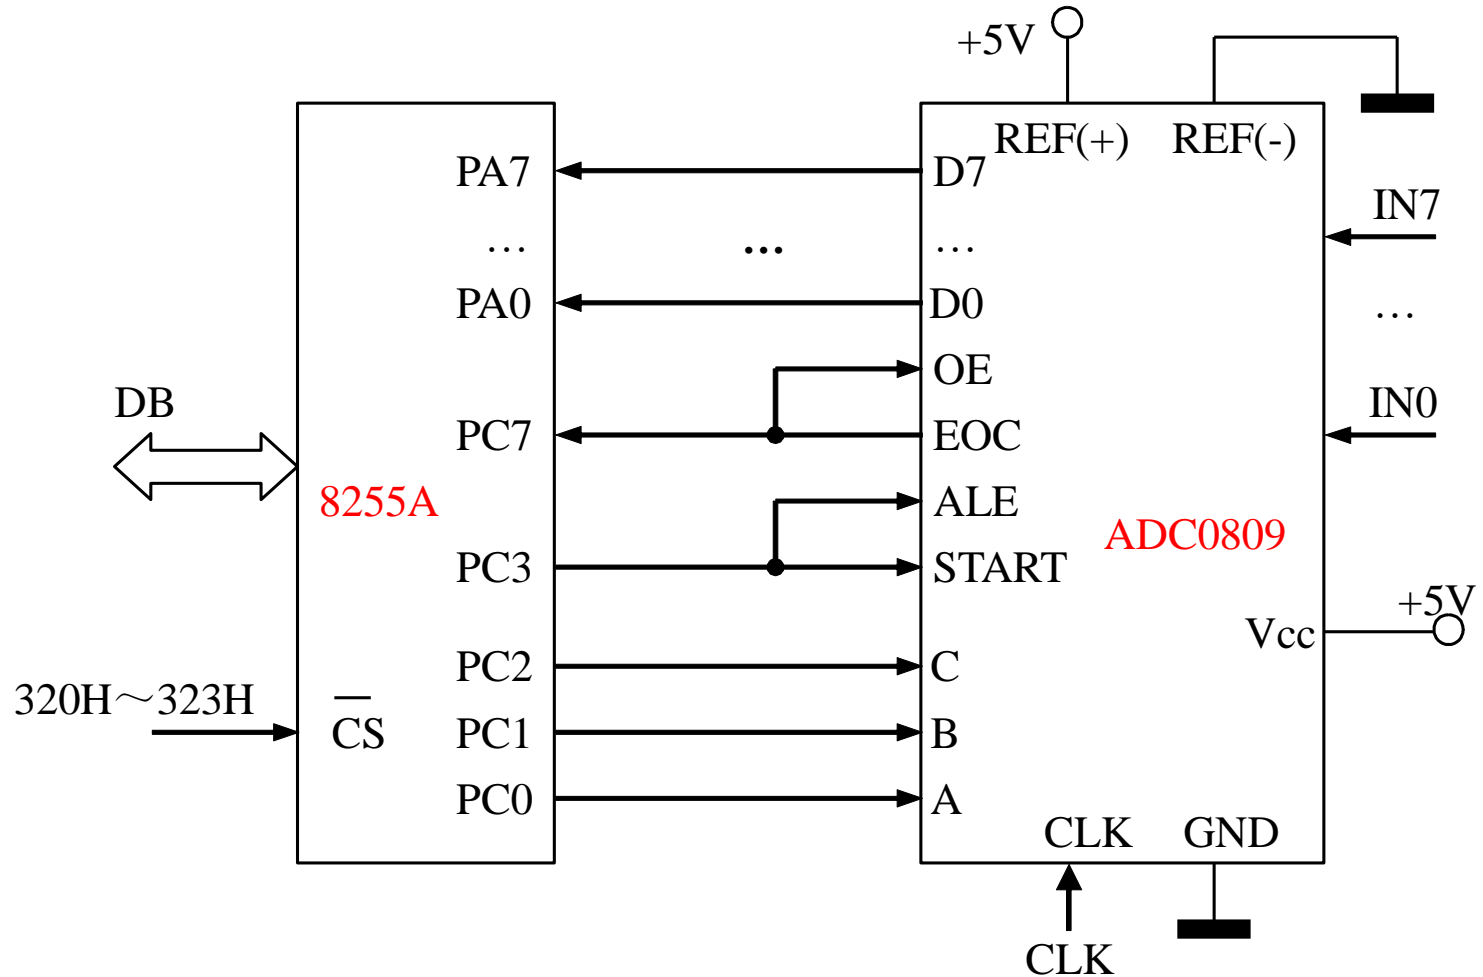 +5V
REF(+) REF(-)
PA7 D7
IN7
… … …
PA0 D0
…
OE
DB
IN0
PC7 EOC
8255A
ALE
ADC0809
PC3 START
+5V
Vcc
PC2 C
320H～323H
CS PC1 B
PC0 A
CLK GND
CLK